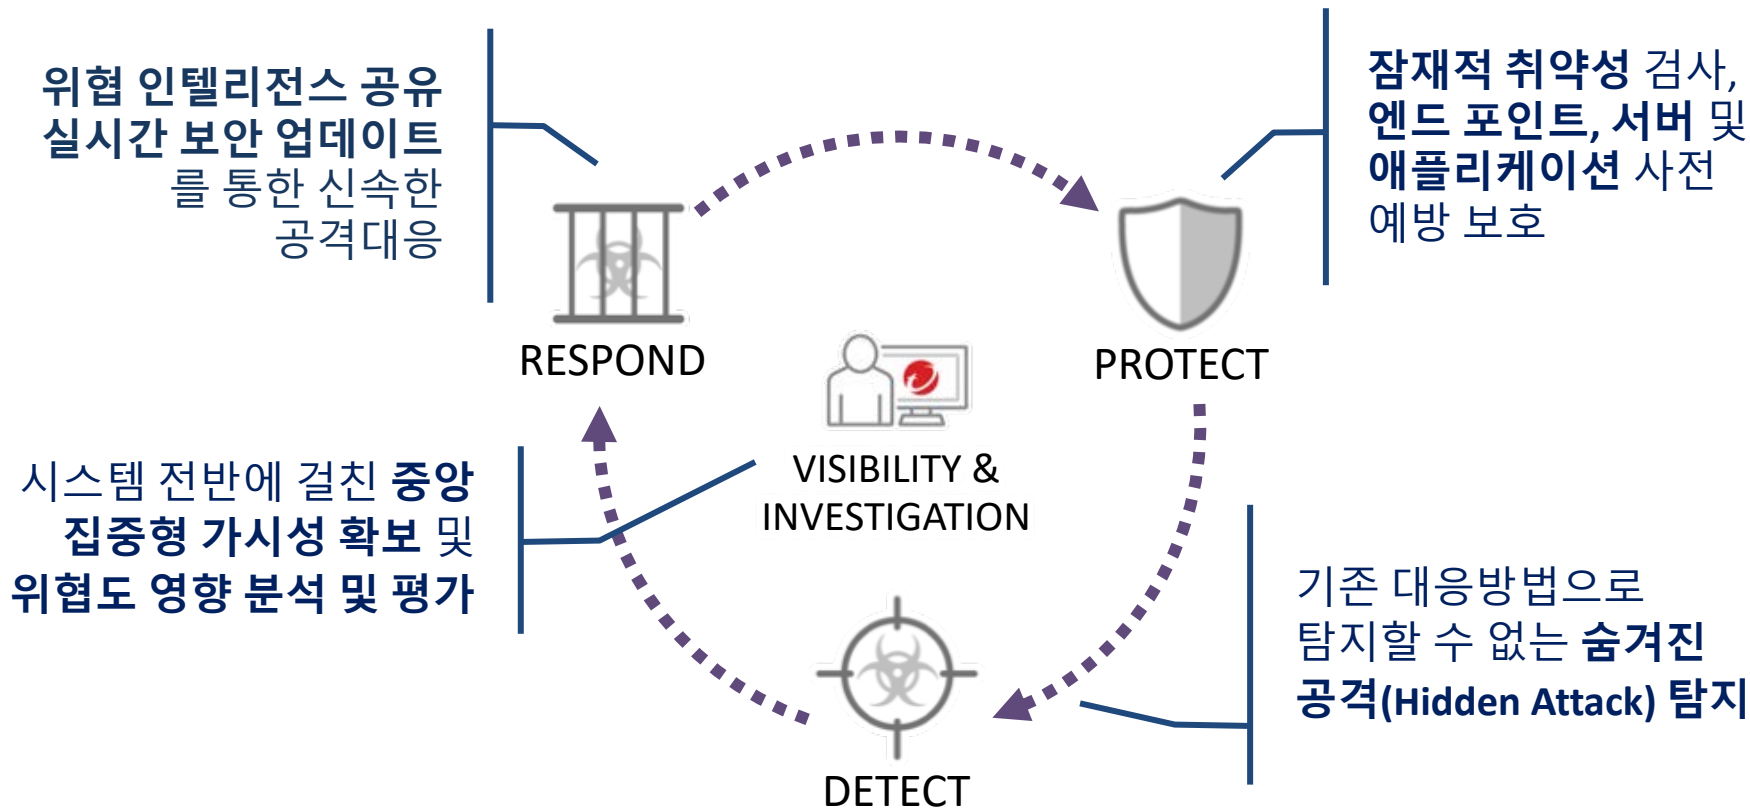 위협 인텔리전스 공유
실시간 보안 업데이트
를 통한 신속한
공격대응
잠재적 취약성 검사,
엔드 포인트, 서버 및
애플리케이션 사전
예방 보호
RESPOND
PROTECT
VISIBILITY &
INVESTIGATION
시스템 전반에 걸친 중앙
집중형 가시성 확보 및
위협도 영향 분석 및 평가
기존 대응방법으로
탐지할 수 없는 숨겨진
공격(Hidden Attack) 탐지
DETECT